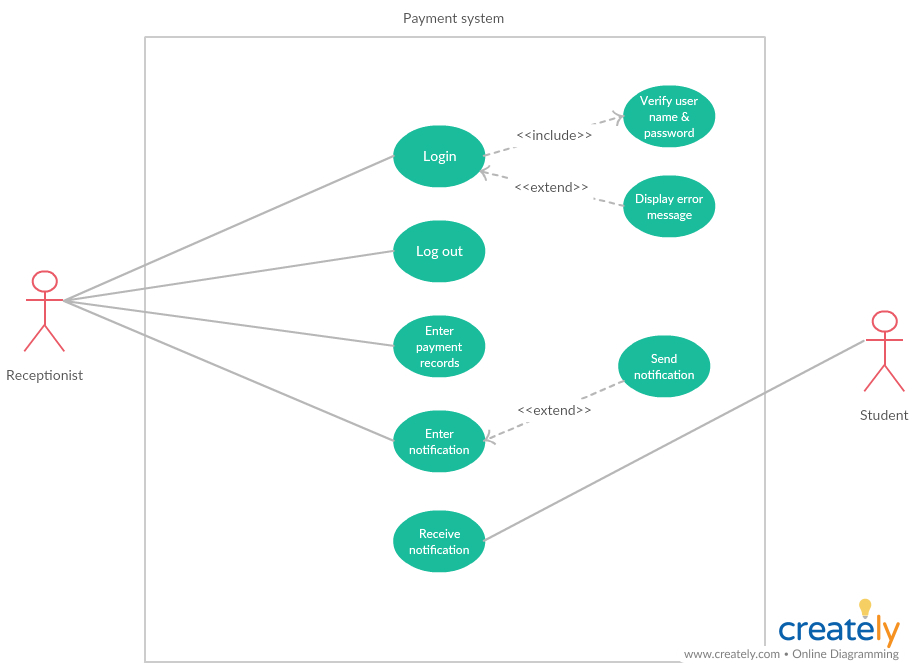 Payment system
Verify user
name &
password
<<include>>
Login
<<extend>>
Display error
message
Log out
Enter
payment
records
Receptionist
Send
notification
<<extend>>
Student
Enter
notification
Receive
notification
creately
www.creately.com • Online Diagramming